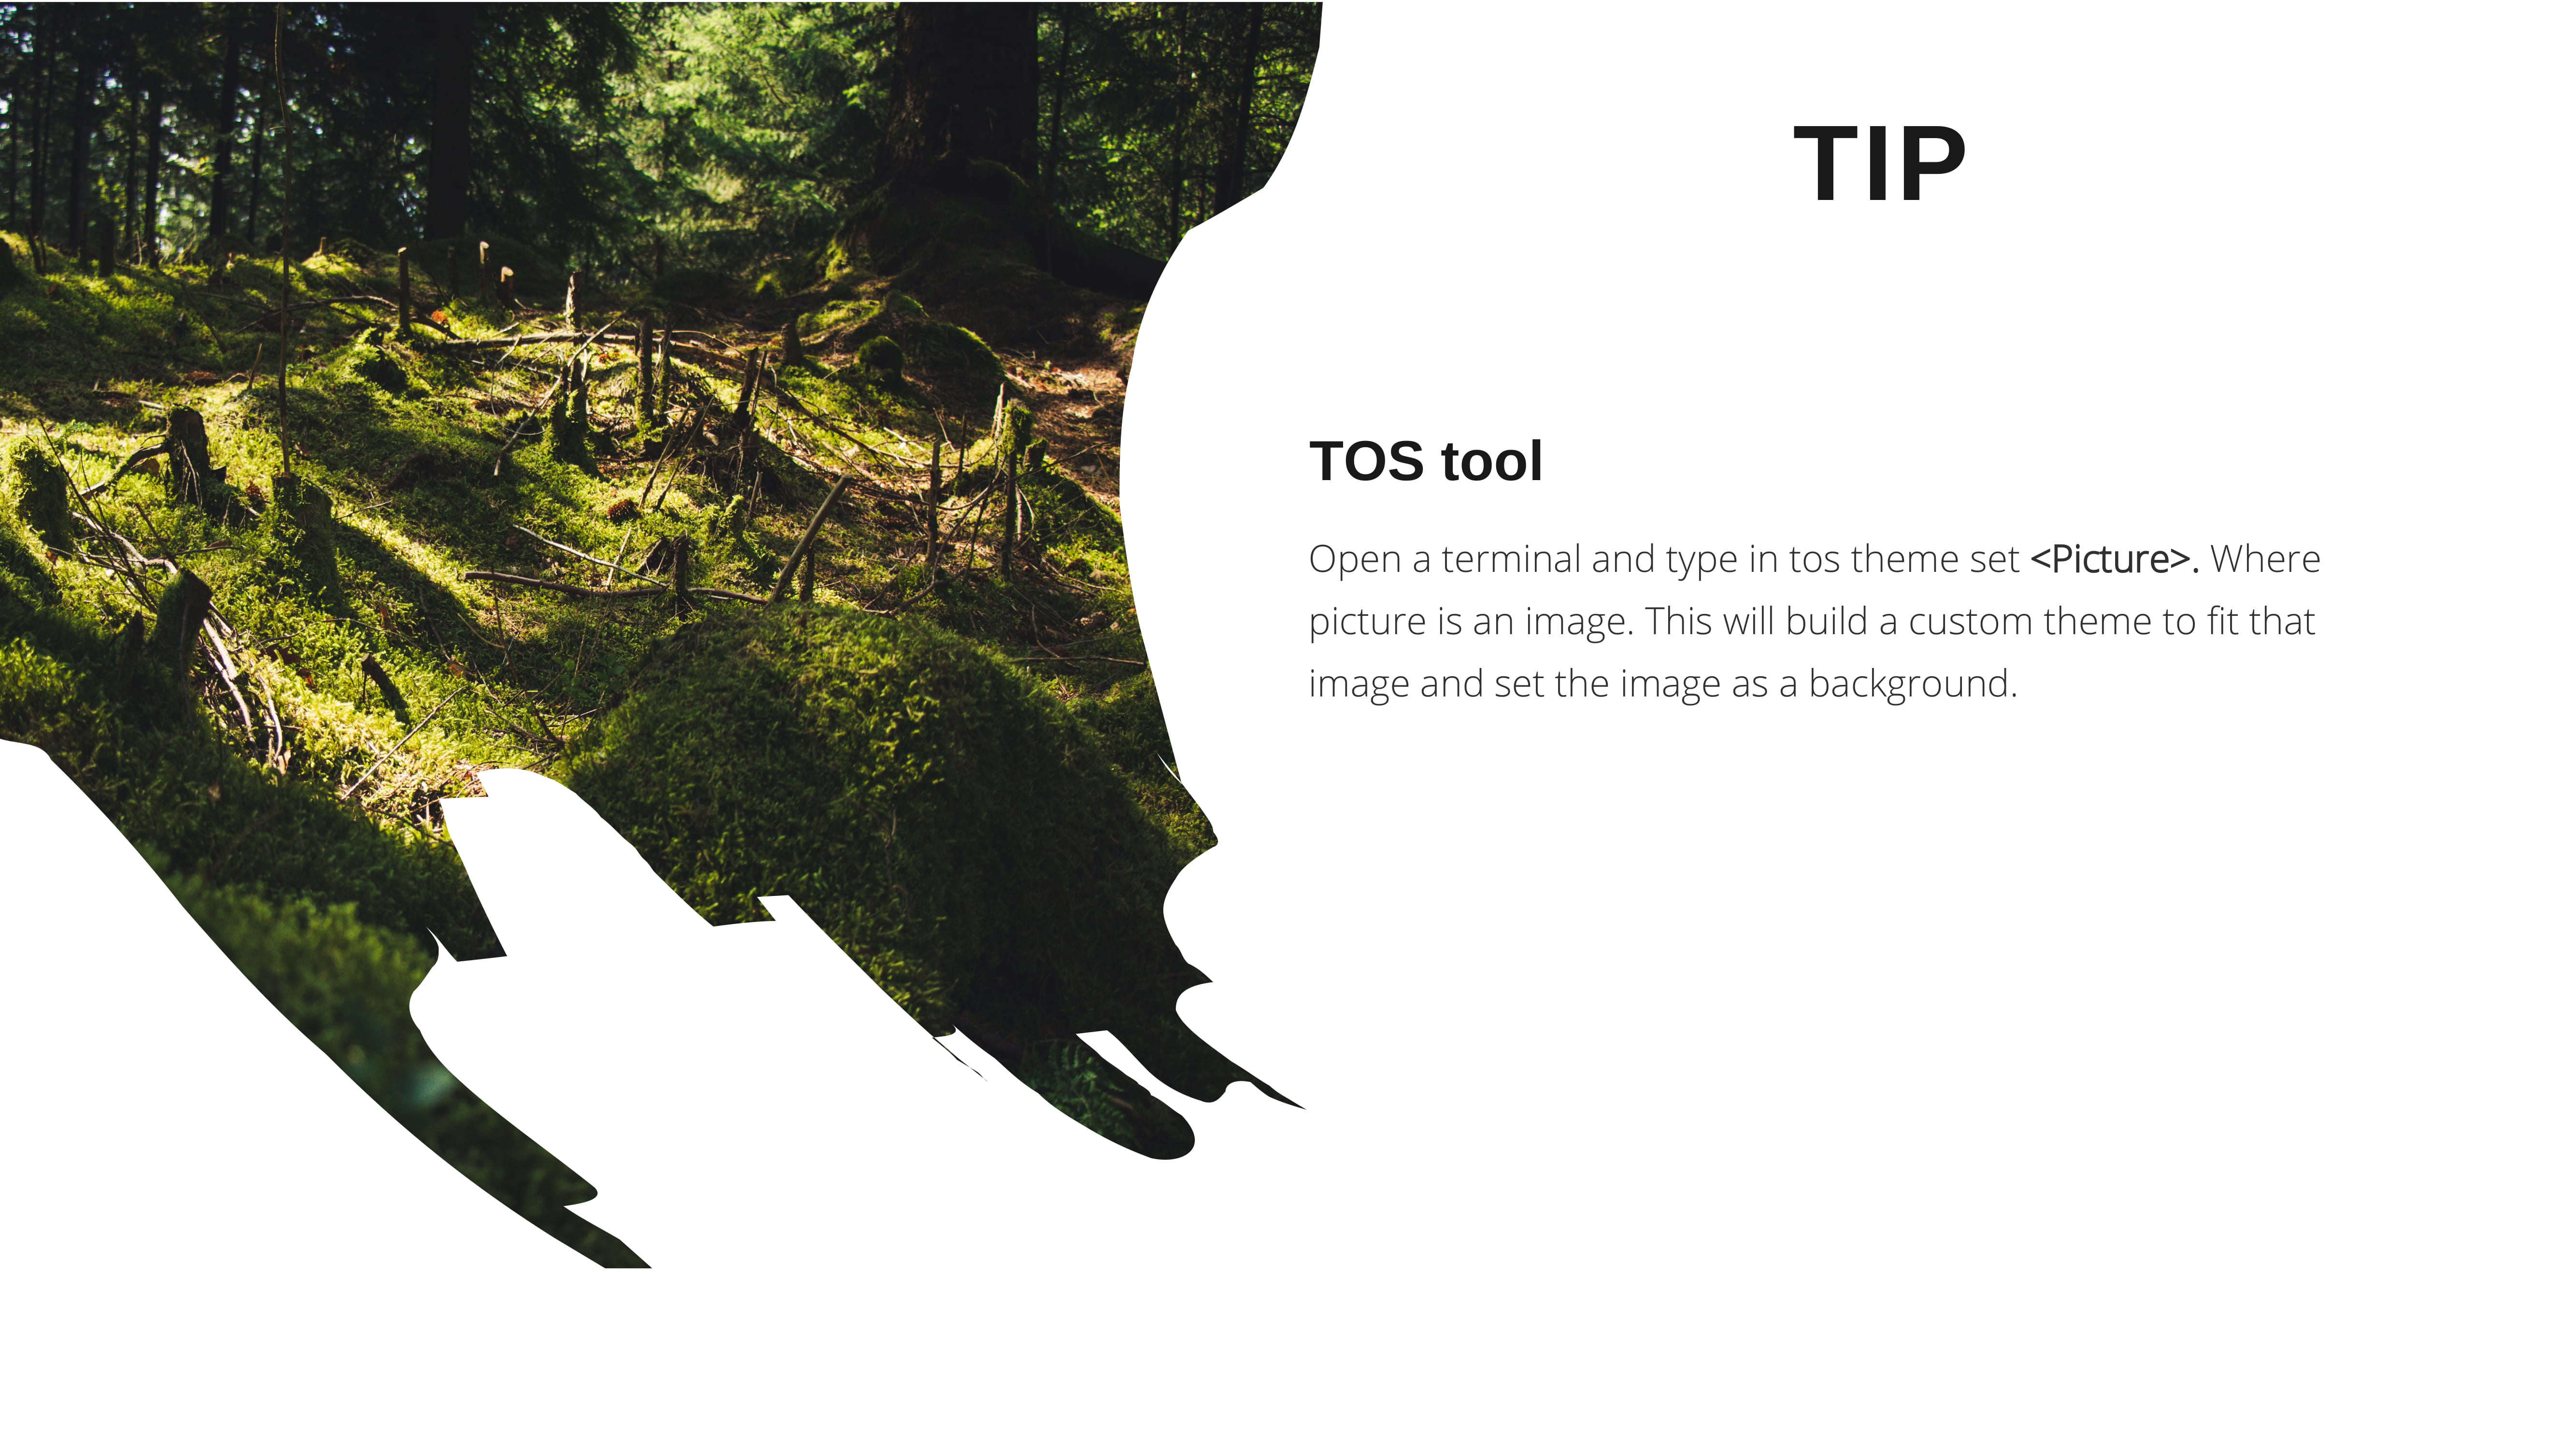 TIP
TOS tool
Open a terminal and type in tos theme set <Picture>. Where
picture is an image. This will build a custom theme to fit that
image and set the image as a background.